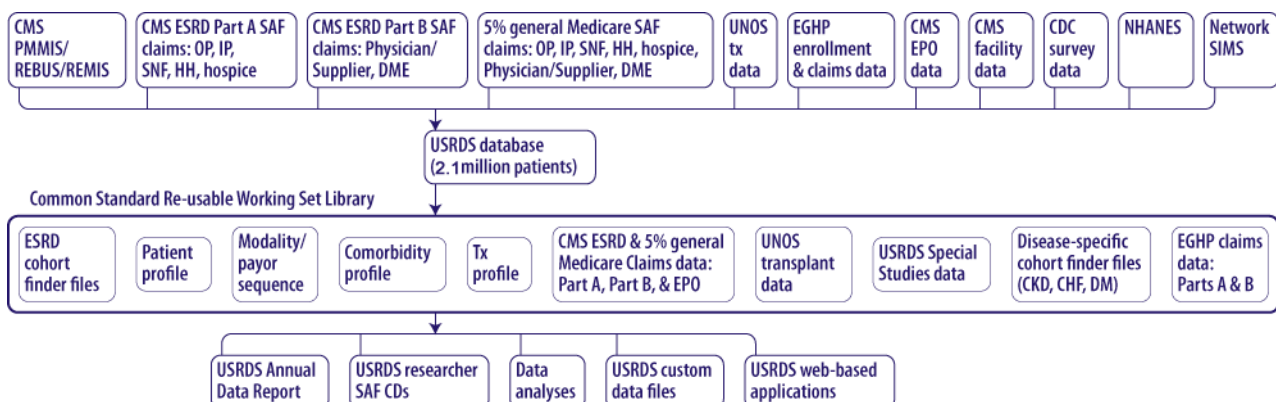 CMS
PMMIS/
REBUS/REMIS
CMS ESRD Part A SAF
claims: OP, IP,
SNF, HH, hospice
CMS ESRD Part B SAF
claims: Physician/
Supplier, DME
5% general Medicare SAF
claims: OP, IP, SNF, HH, hospice,
Physician/Supplier, DME
UNOS
tx
data
EGHP
enrollment
& claims data
CMS
EPO
data
CMS
facility
data
CDC
survey
data
NHANES
Network
SIMS
USRDS database
(2.1million patients)
Common Standard Re-usable Working Set Library
ESRD
cohort
finder files
Patient
profile
Modality/
payor
sequence
Comorbidity
profile
Tx
profile
CMS ESRD & 5% general
Medicare Claims data:
Part A, Part B, & EPO
UNOS
transplant
data
USRDS Special
Studies data
Disease-specific
cohort finder files
(CKD, CHF, DM)
EGHP claims
data:
Parts A & B
USRDS Annual
Data Report
USRDS researcher
SAF CDs
Data
analyses
USRDS custom
data files
USRDS web-based
applications